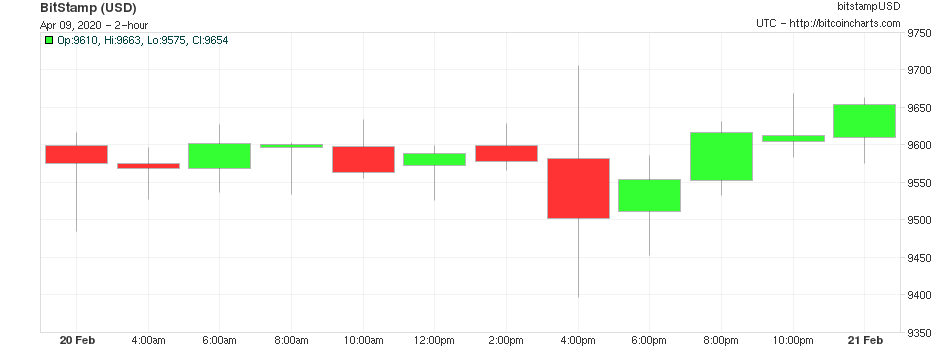 BitStamp (USD)
bitstampUSD
Apr 09, 2020 - 2-hour
UTC - http://bitcoincharts.com
Op:9610, Hi:9663, Lo:9575, Cl:9654
9750
9700
9650
9600
9550
9500
9450
9400
9350
20 Feb 4:00am 6:00am 8:00am 10:00am 12:00pm 2:00pm 4:00pm 6:00pm 8:00pm 10:00pm 21 Feb